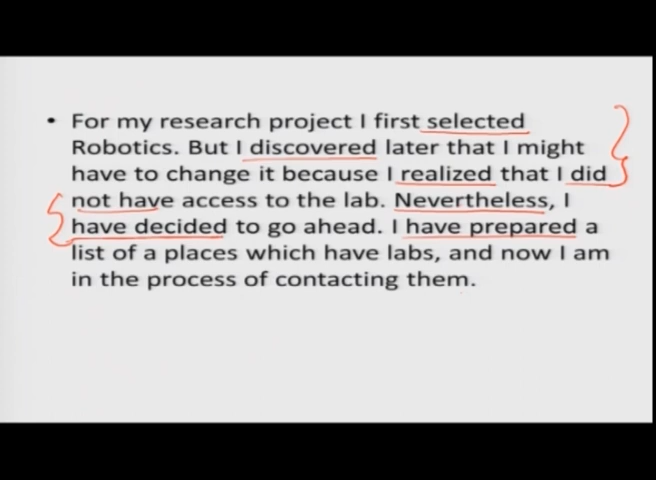 • For my research project I first selected
Robotics. But I discovered later that I might
have to change it because I realized that I did
not have access to the lab. Nevertheless, I
have decided to go ahead. I have prepared a
list of a places which have labs, and now I am
in the process of contacting them.